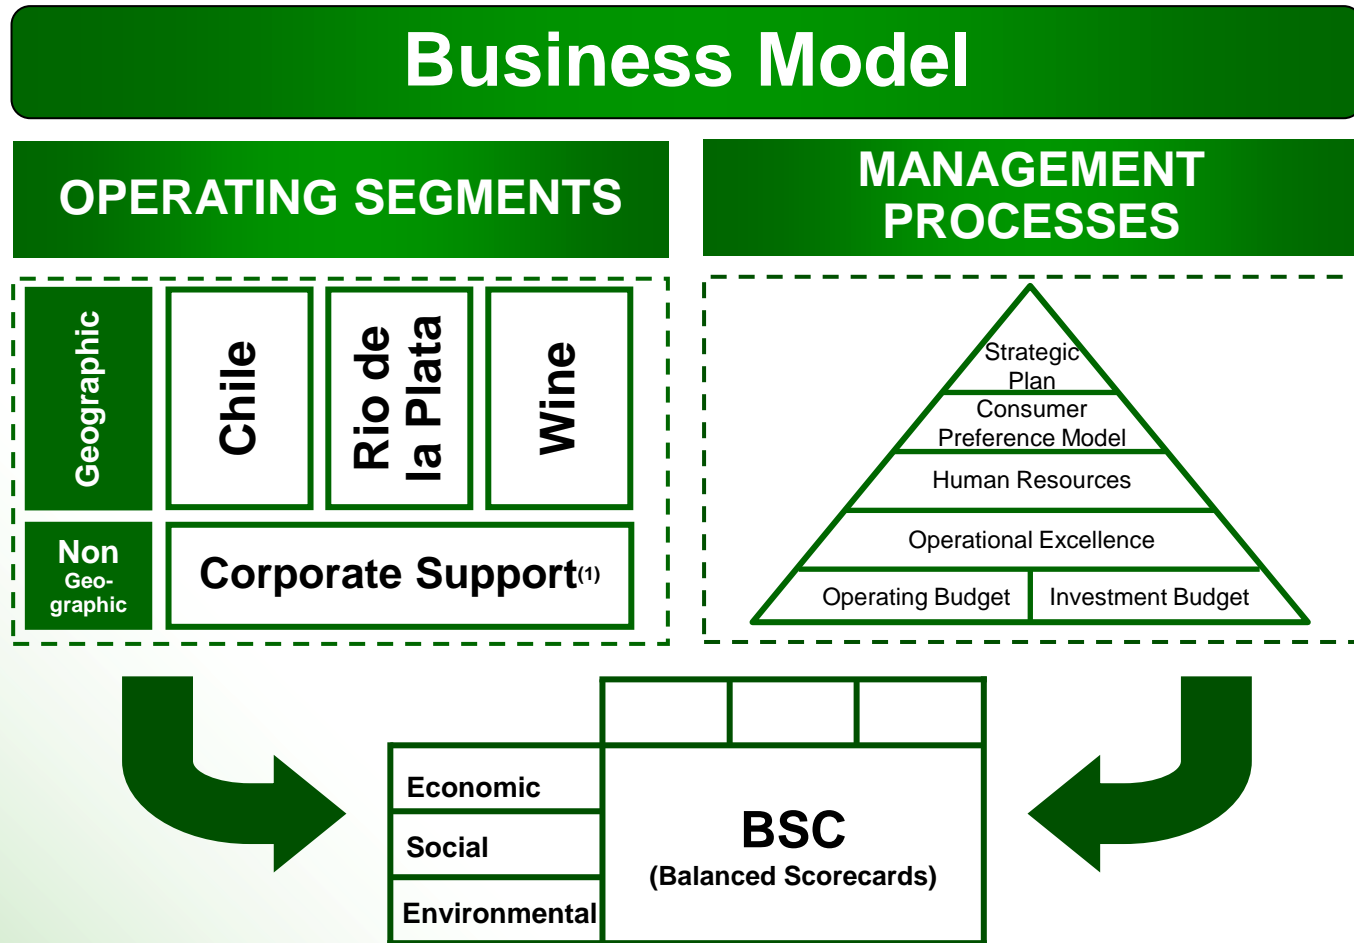 Business Model
OPERATING SEGMENTS
MANAGEMENT
PROCESSES
Geographic
Chile
Rio de
la Plata
Wine
Non
Geo-
graphic
Corporate Support(1)
Strategic
Plan
Consumer
Preference Model
Human Resources
Operational Excellence
Operating Budget
Investment Budget
Economic
Social
Environmental
BSC
(Balanced Scorecards)